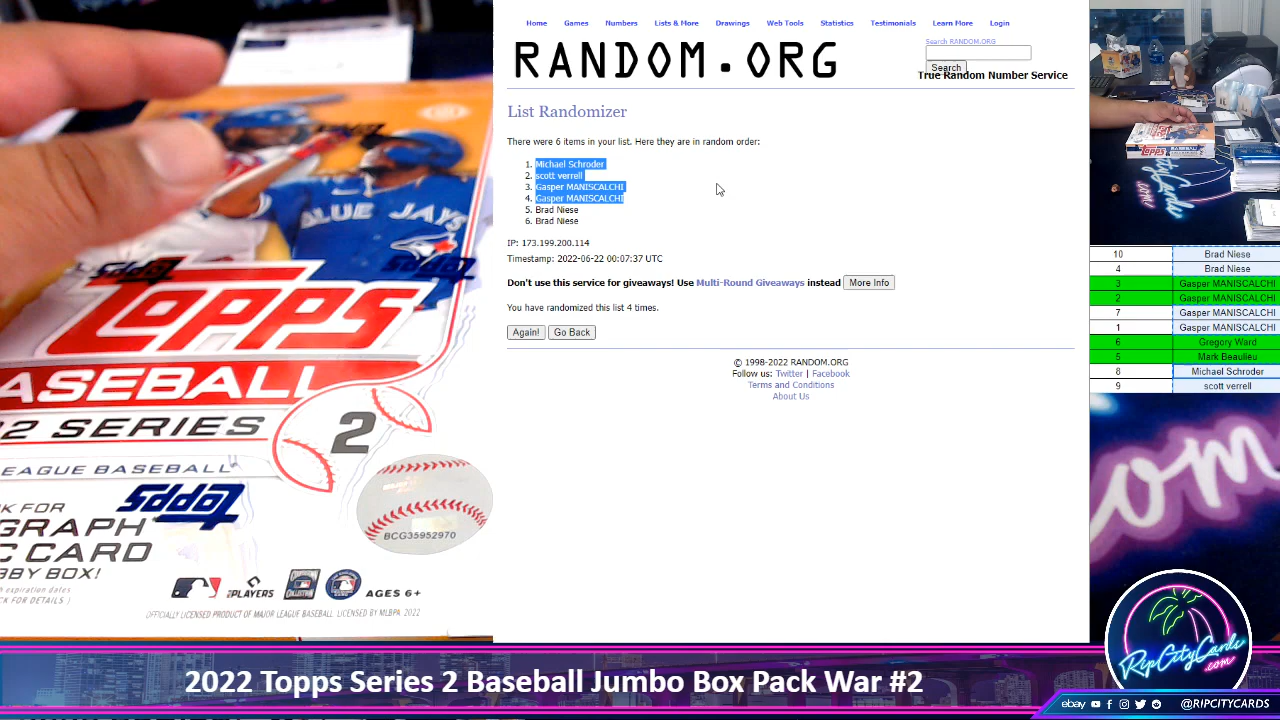 Home Games Numbers Lists & More Drawings Web Tools Statistics Testimonials Learn More Login
Search RANDOM.ORG
RANDOM.ORG
Search
True Random Number Service
List Randomizer
There were 6 items in your list. Here they are in random order:
1. Michael Schroder
2. scott verrell
3. Gasper MANISCALCHI
4. Gasper MANISCALCHI
5. Brad Niese
6. Brad Niese
IP: 173.199.200.114
Timestamp: 2022-06-22 00:07:37 UTC
Don't use this service for giveaways! Use Multi-Round Giveaways instead More Info
You have randomized this list 4 times.
Again! Go Back
© 1998-2022 RANDOM.ORG
Follow us: Twitter | Facebook
Terms and Conditions
About Us
10 Brad Niese
4 Brad Niese
3 Gasper MANISCALCHI
2 Gasper MANISCALCHI
7 Gasper MANISCALCHI
1 Gasper MANISCALCHI
6 Gregory Ward
5 Mark Beaulieu
8 Michael Schroder
9 scott verrell
BLUE JAYS
Topps
BASEBALL
SERIES 2
LEAGUE BASEBALL
Topps
CARD
BBY BOX!
BCG35952970
MLB PLAYERS AGES 6+
OFFICIALLY LICENSED PRODUCT OF MAJOR LEAGUE BASEBALL. LICENSED BY MLBPA 2022
2022 Topps Series 2 Baseball Jumbo Box Pack War #2
RipCityCards
.com
ebay @RIPCITYCARDS